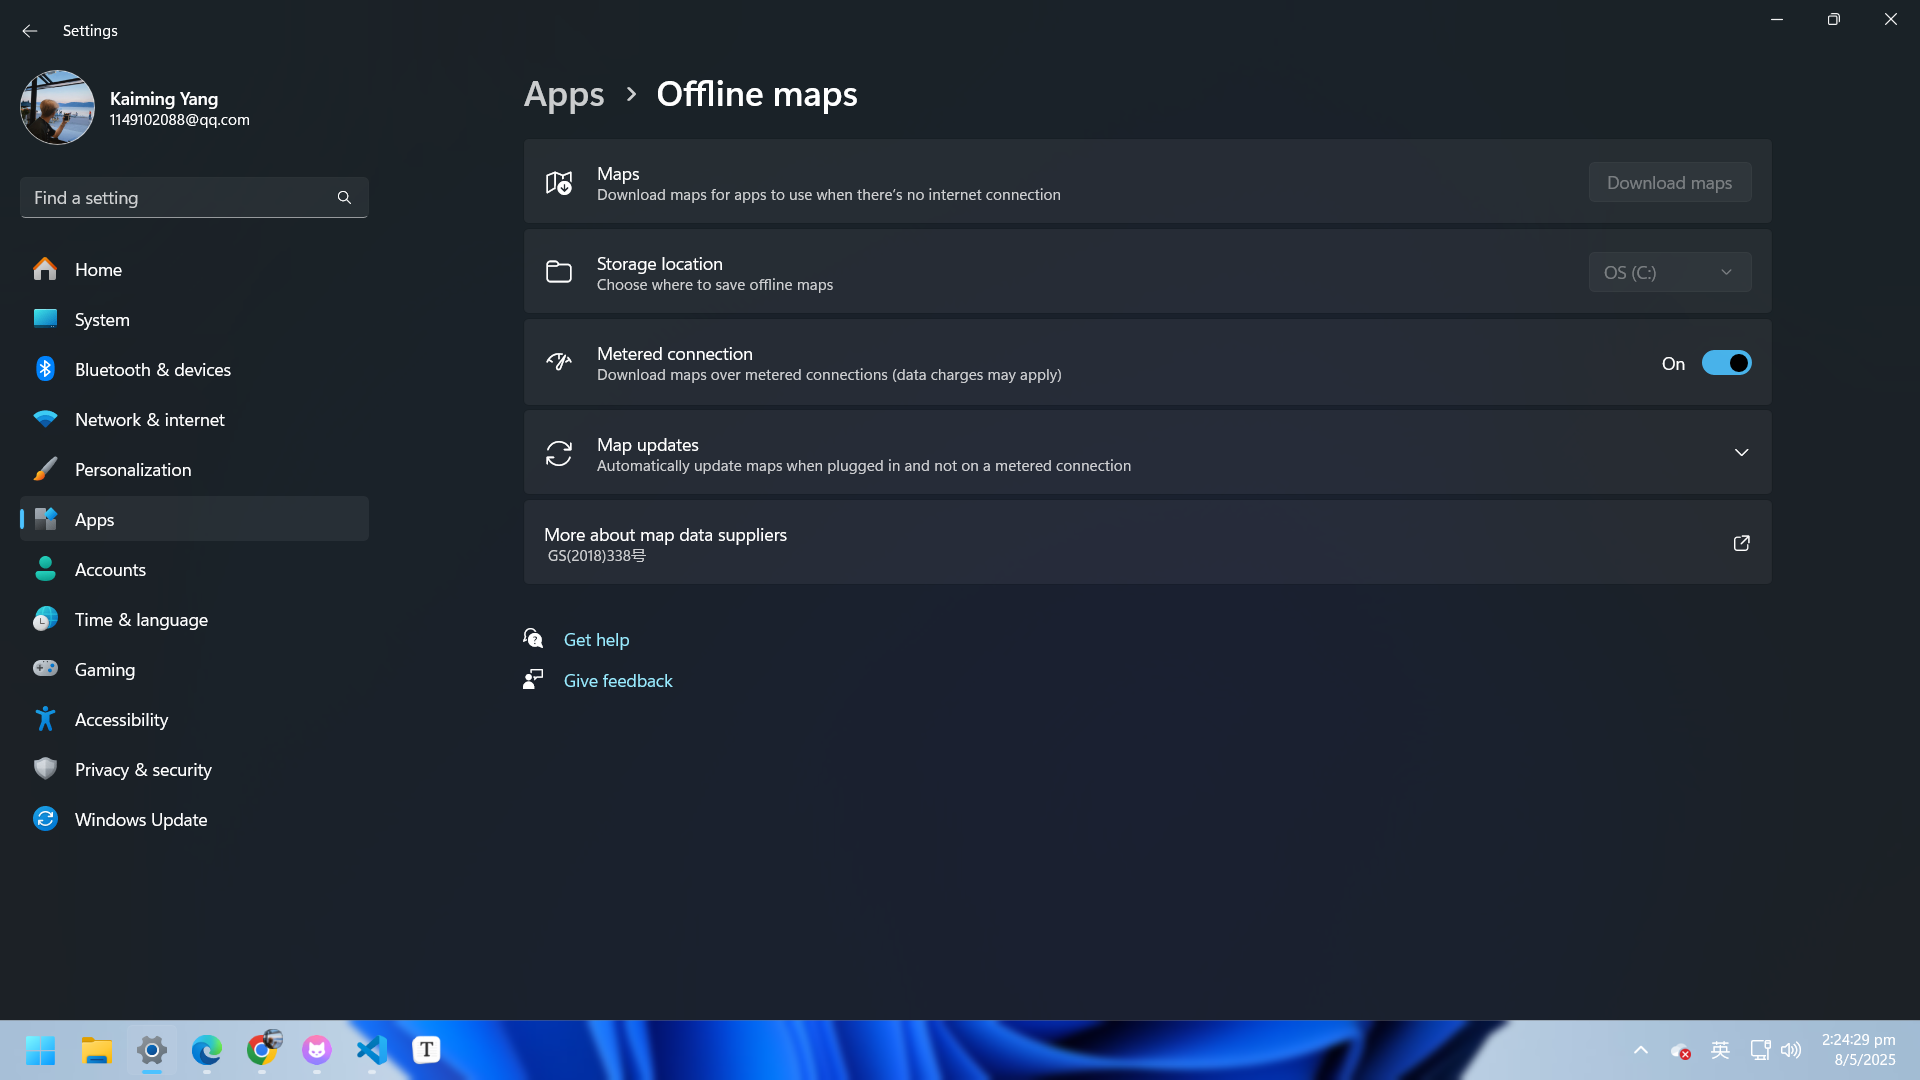 Settings
Kaiming Yang
1149102088@qq.com
Find a setting
Home
System
Bluetooth & devices
Network & internet
Personalization
Apps
Accounts
Time & language
Gaming
Accessibility
Privacy & security
Windows Update
Apps > Offline maps
Maps
Download maps for apps to use when there's no internet connection
Download maps
Storage location
Choose where to save offline maps
OS (C:)
Metered connection
Download maps over metered connections (data charges may apply)
On
Map updates
Automatically update maps when plugged in and not on a metered connection
More about map data suppliers
GS(2018)338号
Get help
Give feedback
T
英
2:24:29 pm
8/5/2025